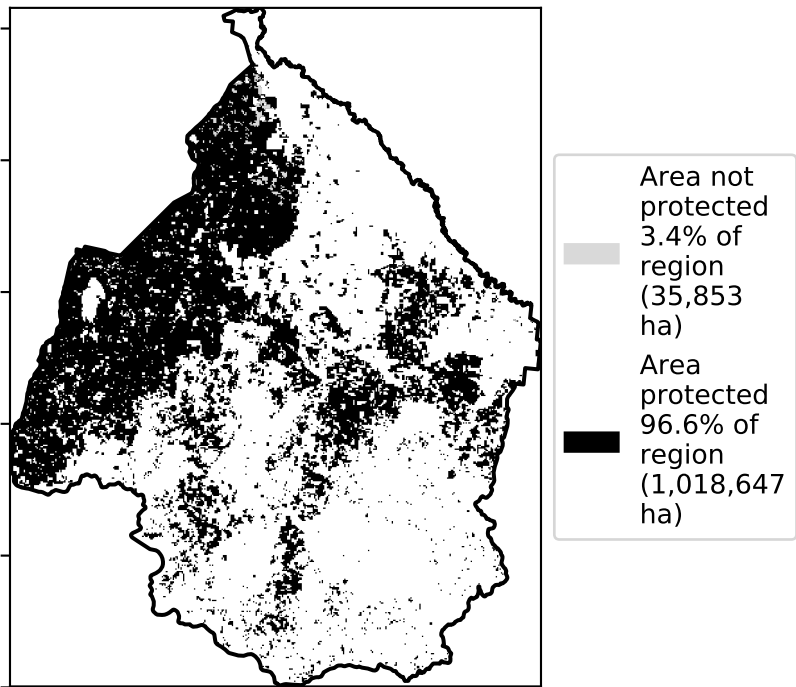 Area not
protected
3.4% of
region
(35,853
ha)
Area
protected
96.6% of
region
(1,018,647
ha)